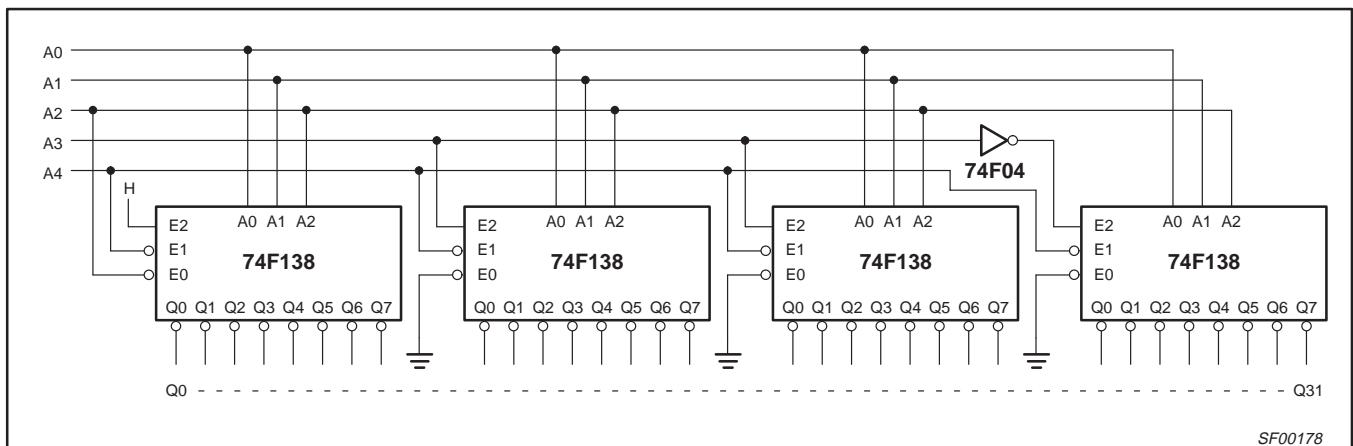 A0
A1
A2
A3
A4
H
74F04
E2 A0 A1 A2
E1
E0
74F138
Q0 Q1 Q2 Q3 Q4 Q5 Q6 Q7
E2 A0 A1 A2
E1
E0
74F138
Q0 Q1 Q2 Q3 Q4 Q5 Q6 Q7
E2 A0 A1 A2
E1
E0
74F138
Q0 Q1 Q2 Q3 Q4 Q5 Q6 Q7
E2 A0 A1 A2
E1
E0
74F138
Q0 Q1 Q2 Q3 Q4 Q5 Q6 Q7
Q0 Q31
SF00178